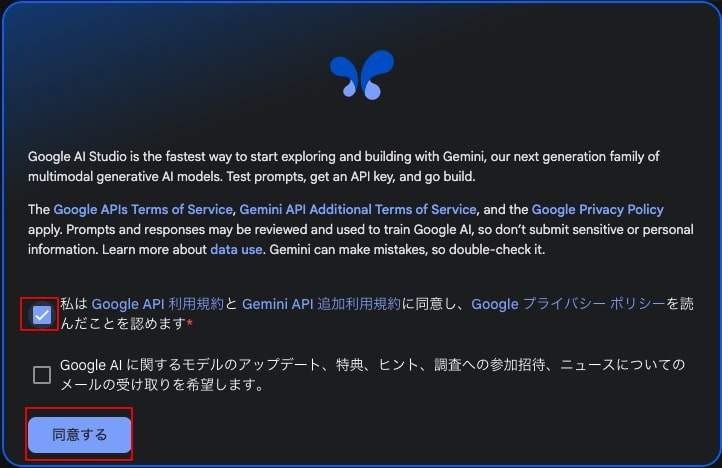 Google AI Studio is the fastest way to start exploring and building with Gemini, our next generation family of
multimodal generative AI models. Test prompts, get an API key, and go build.
The Google APIs Terms of Service, Gemini API Additional Terms of Service, and the Google Privacy Policy
apply. Prompts and responses may be reviewed and used to train Google AI, so don't submit sensitive or personal
information. Learn more about data use. Gemini can make mistakes, so double-check it.
私は Google API 利用規約と Gemini API 追加利用規約に同意し、Google プライバシー ポリシーを読
んだことを認めます*
Google AI に関するモデルのアップデート、特典、ヒント、調査への参加招待、ニュースについての
メールの受け取りを希望します。
同意する